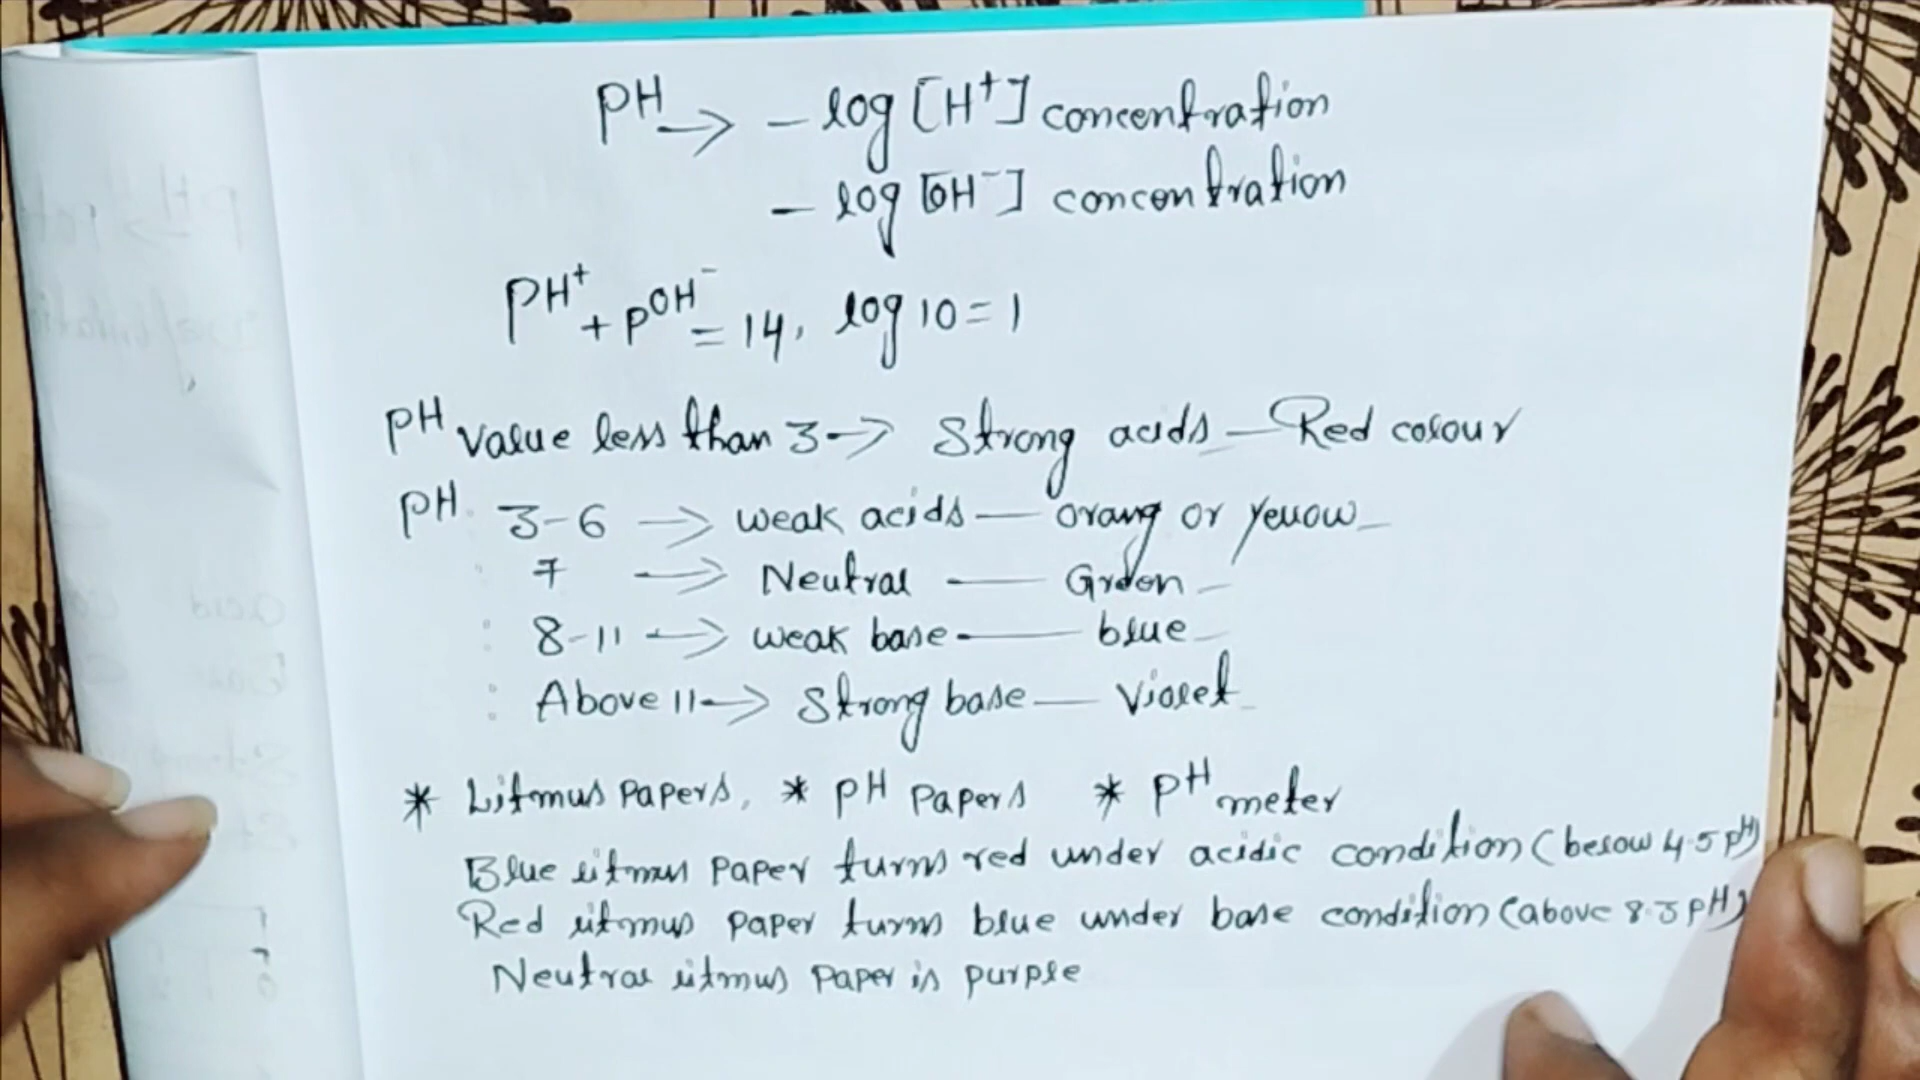 pH → - log [H⁺] concentration
- log [OH⁻] concentration
pH⁺ + pOH⁻ = 14, log 10 = 1
pH value less than 3 → Strong acids — Red colour
pH 3-6 → weak acids — orang or yellow
7 → Neutral — Green
8-11 → weak base — blue
Above 11 → Strong base — Violet
* Litmus Papers, * pH Papers * pH meter
Blue litmus paper turns red under acidic condition (below 4.5 pH)
Red litmus paper turns blue under base condition (above 8.3 pH)
Neutral litmus paper is purple